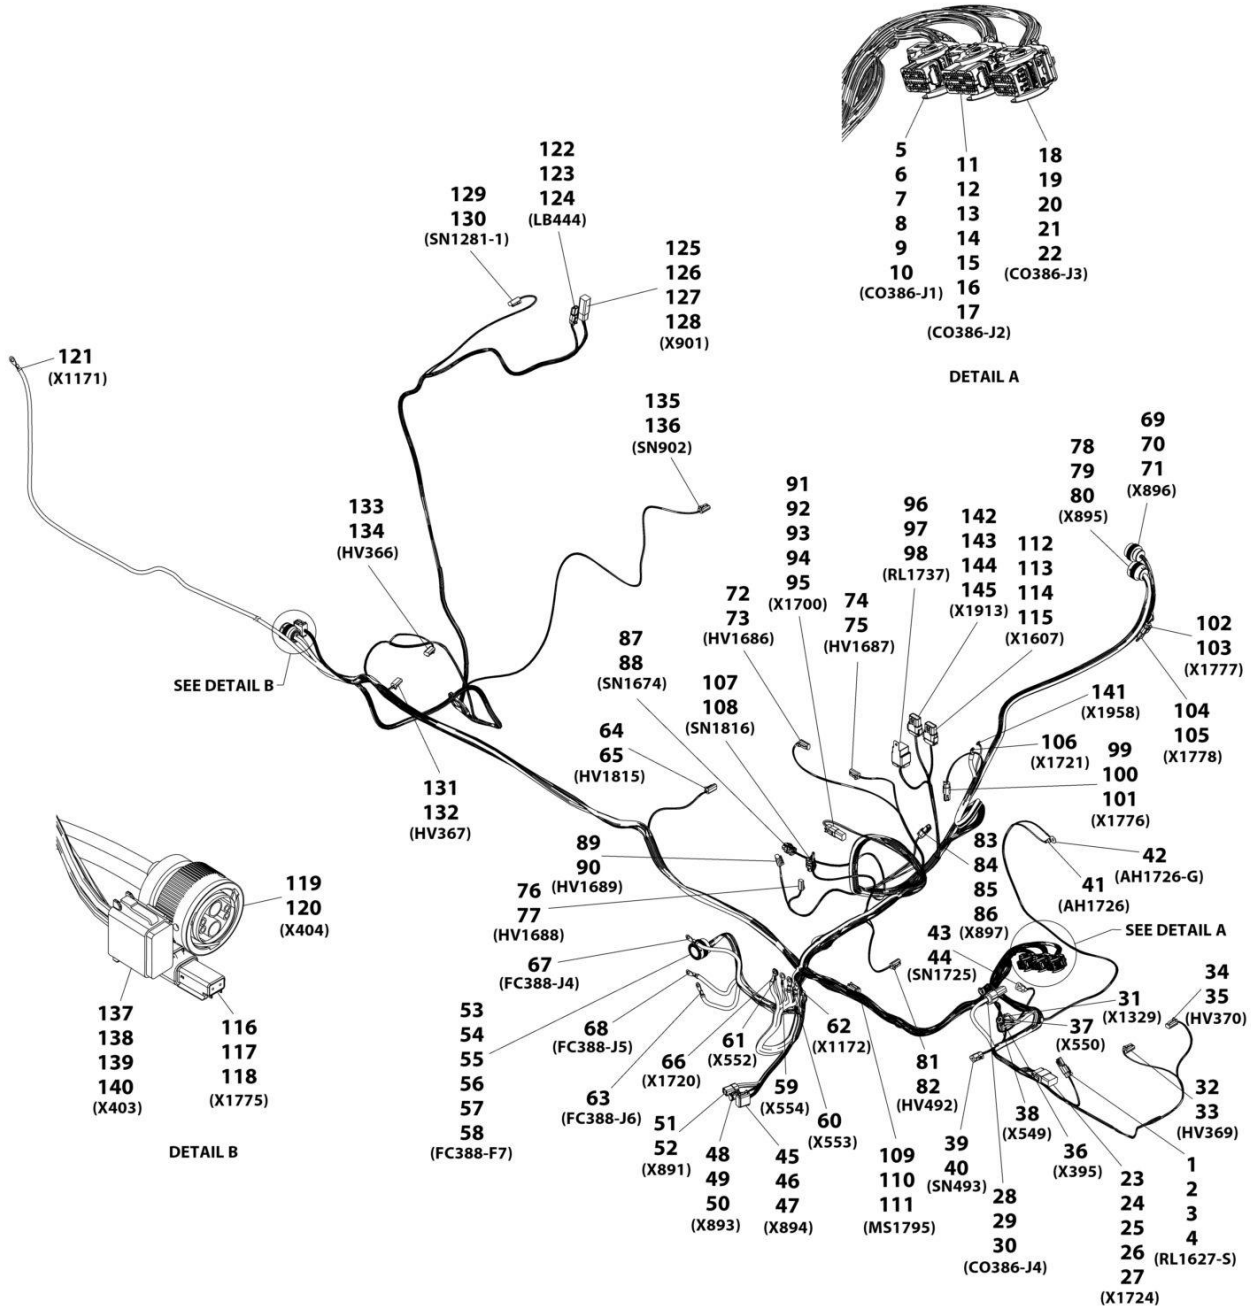 5
6
7
8
9
10
(CO386-J1)
11
12
13
14
15
16
17
(CO386-J2)
18
19
20
21
22
(CO386-J3)
DETAIL A
122
123
124
(LB444)
129
130
(SN1281-1)
125
126
127
128
(X901)
121
(X1171)
135
136
(SN902)
133
134
(HV366)
69
70
71
(X896)
78
79
80
(X895)
91
92
93
94
95
(X1700)
96
97
98
(RL1737)
142
143
144
145
(X1913)
112
113
114
115
(X1607)
72
73
(HV1686)
74
75
(HV1687)
102
103
(X1777)
87
88
(SN1674)
107
108
(SN1816)
SEE DETAIL B
141
(X1958)
104
105
(X1778)
106
(X1721)
99
100
101
(X1776)
64
65
(HV1815)
131
132
(HV367)
89
90
(HV1689)
83
84
85
86
(X897)
42
(AH1726-G)
41
(AH1726)
76
77
(HV1688)
119
120
(X404)
43
44
(SN1725)
SEE DETAIL A
67
(FC388-J4)
34
35
(HV370)
137
138
139
140
(X403)
116
117
118
(X1775)
53
54
55
56
57
58
(FC388-F7)
68
(FC388-J5)
66
(X1720)
61
(X552)
62
(X1172)
31
(X1329)
37
(X550)
63
(FC388-J6)
59
(X554)
60
(X553)
81
82
(HV492)
32
33
(HV369)
38
(X549)
36
(X395)
DETAIL B
51
52
(X891)
48
49
50
(X893)
45
46
47
(X894)
109
110
111
(MS1795)
39
40
(SN493)
28
29
30
(CO386-J4)
23
24
25
26
27
(X1724)
1
2
3
4
(RL1627-S)